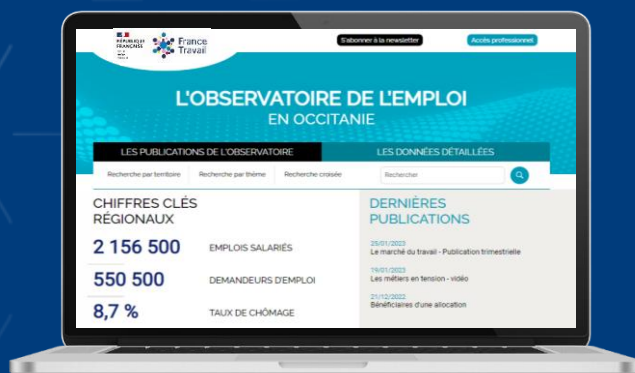 RÉPUBLIQUE
FRANÇAISE
France
Travail
S'abonner à la newsletter
Accès professionnel
L'OBSERVATOIRE DE L'EMPLOI
EN OCCITANIE
LES PUBLICATIONS DE L'OBSERVATOIRE
LES DONNÉES DÉTAILLÉES
Recherche par territoire
Recherche par thème
Recherche croisée
Rechercher
CHIFFRES CLÉS
RÉGIONAUX
2 156 500
EMPLOIS SALARIÉS
550 500
DEMANDEURS D'EMPLOI
8,7 %
TAUX DE CHÔMAGE
DERNIÈRES
PUBLICATIONS
25/01/2023
Le marché du travail - Publication trimestrielle
19/01/2023
Les métiers en tension - vidéo
21/12/2022
Bénéficiaires d'une allocation